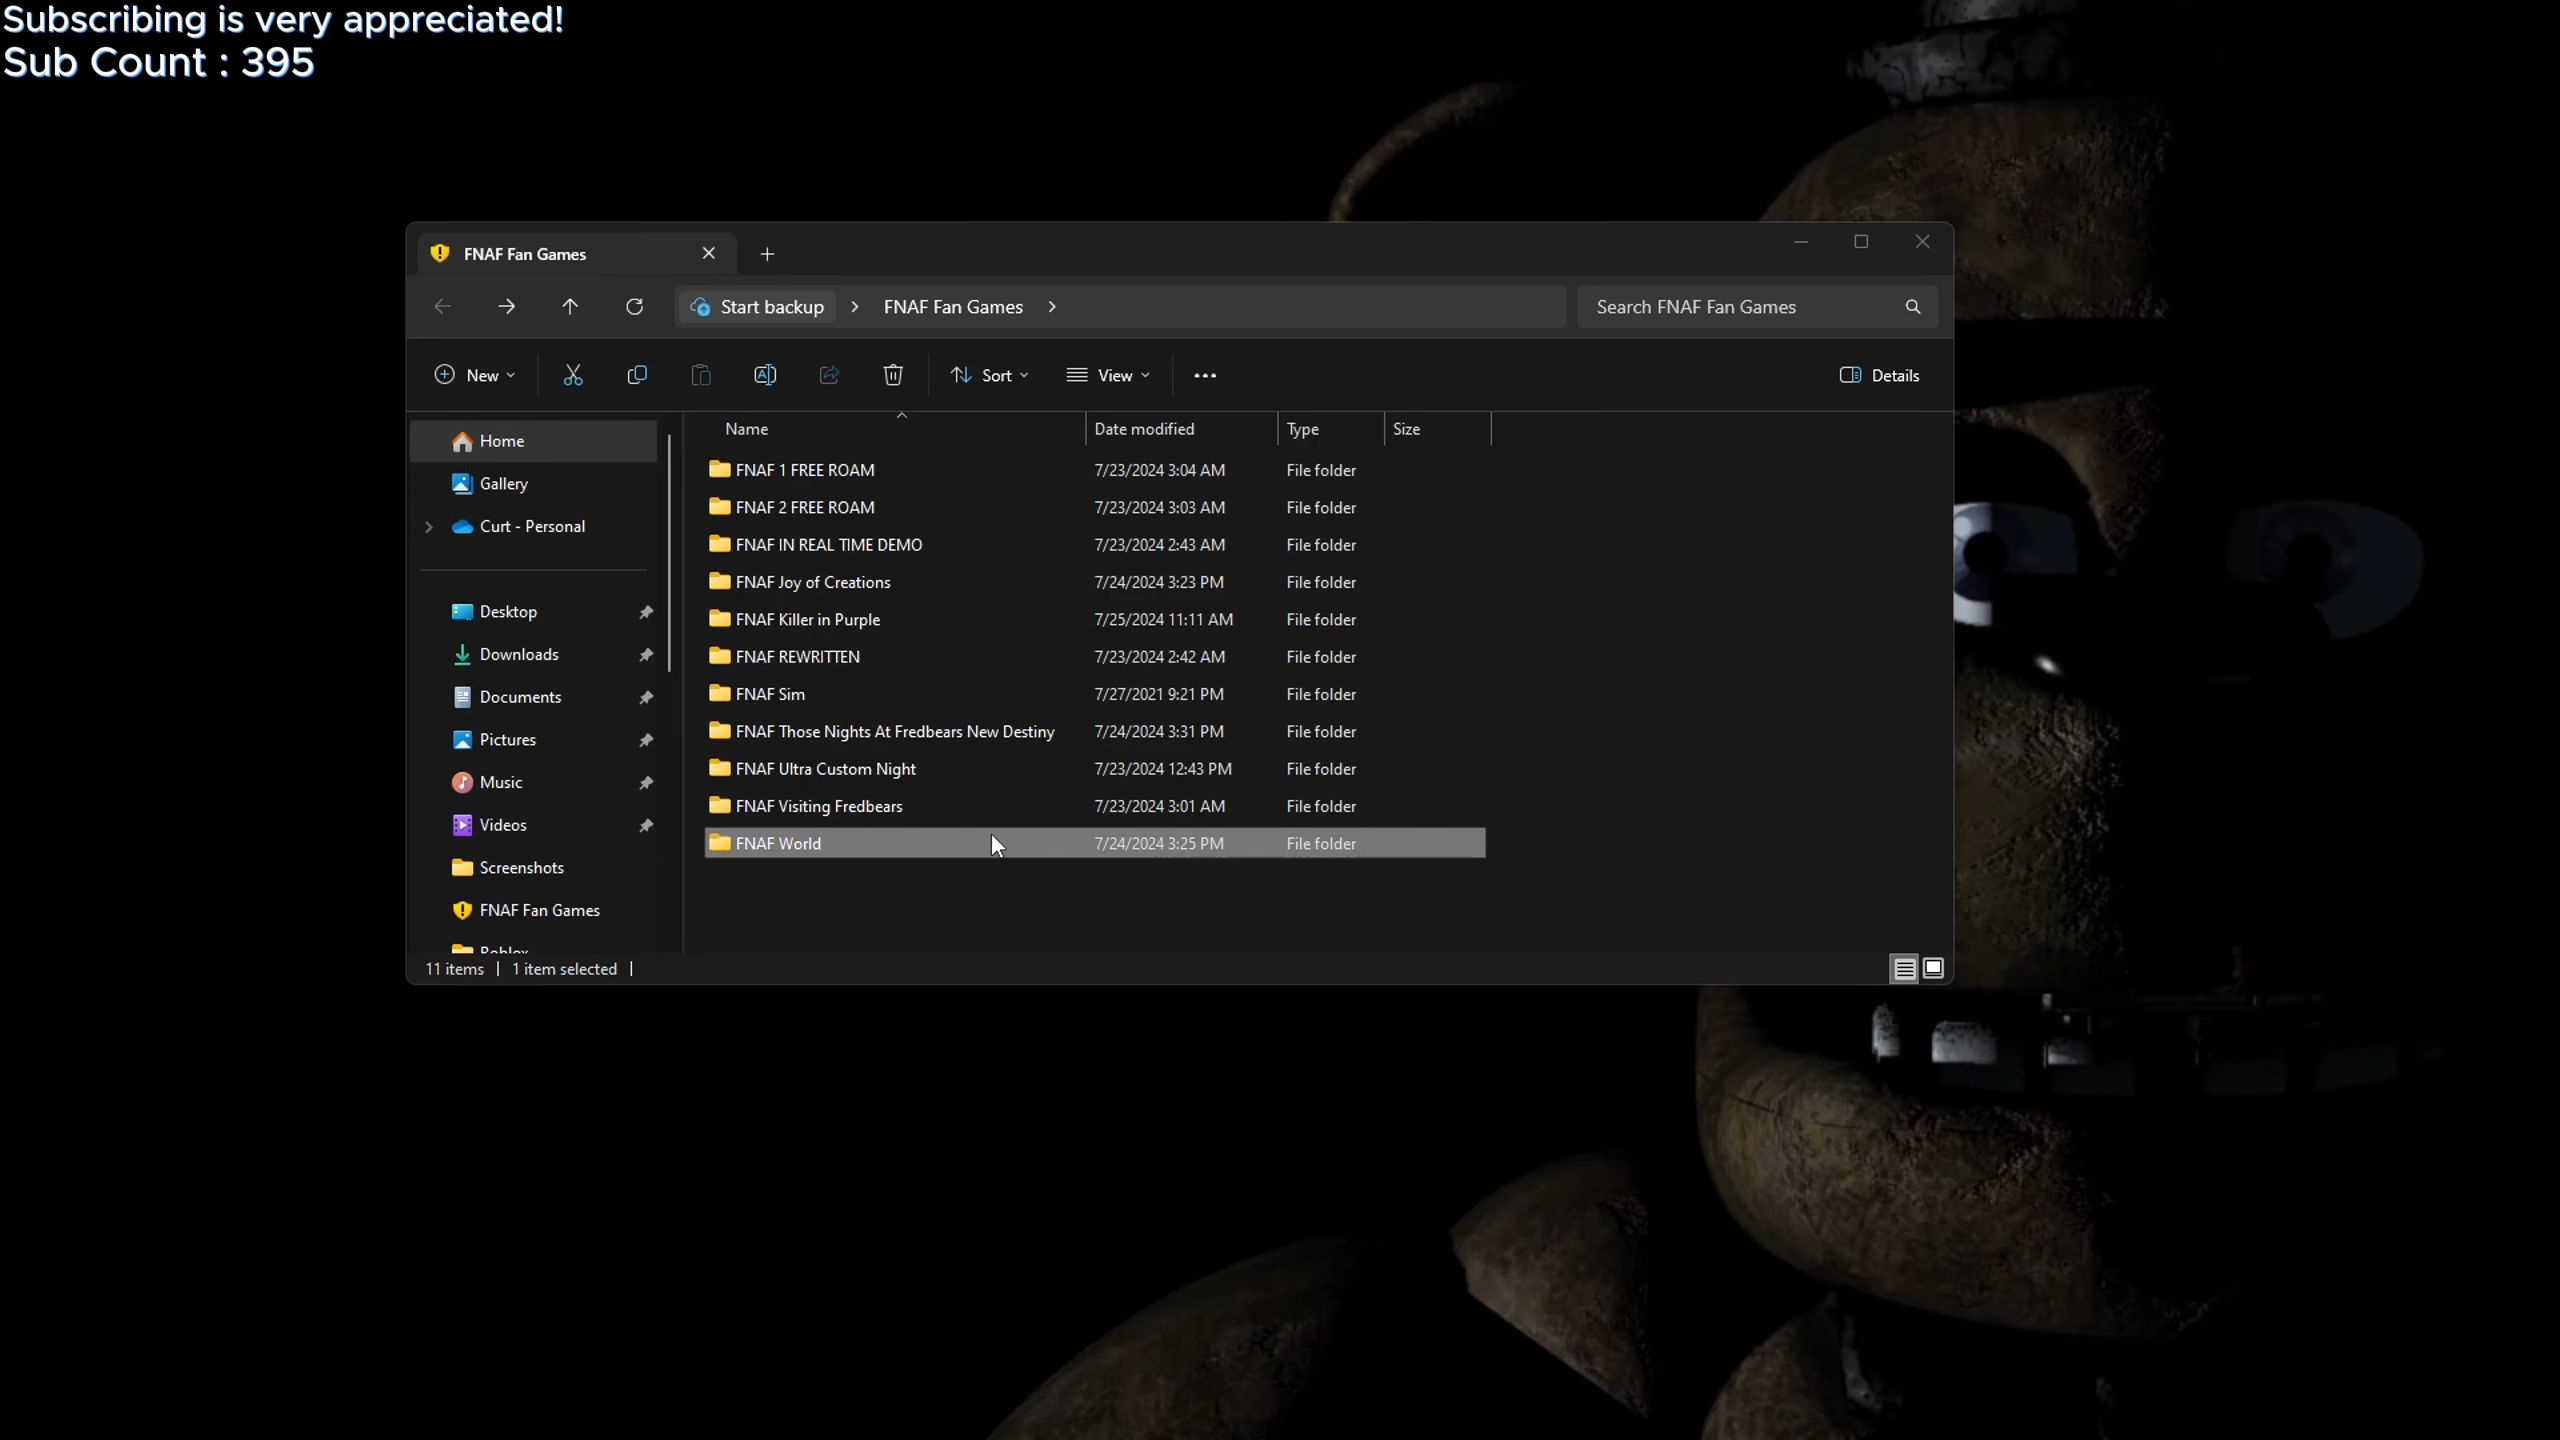 Subscribing is very appreciated!
Sub Count : 395
FNAF Fan Games
Start backup
FNAF Fan Games
Search FNAF Fan Games
New
Sort
View
Details
Name Date modified Type Size
Home
Gallery
Curt - Personal
Desktop
Downloads
Documents
Pictures
Music
Videos
Screenshots
FNAF Fan Games
Roblox
FNAF 1 FREE ROAM 7/23/2024 3:04 AM File folder
FNAF 2 FREE ROAM 7/23/2024 3:03 AM File folder
FNAF IN REAL TIME DEMO 7/23/2024 2:43 AM File folder
FNAF Joy of Creations 7/24/2024 3:23 PM File folder
FNAF Killer in Purple 7/25/2024 11:11 AM File folder
FNAF REWRITTEN 7/23/2024 2:42 AM File folder
FNAF Sim 7/27/2021 9:21 PM File folder
FNAF Those Nights At Fredbears New Destiny 7/24/2024 3:31 PM File folder
FNAF Ultra Custom Night 7/23/2024 12:43 PM File folder
FNAF Visiting Fredbears 7/23/2024 3:01 AM File folder
FNAF World 7/24/2024 3:25 PM File folder
11 items 1 item selected